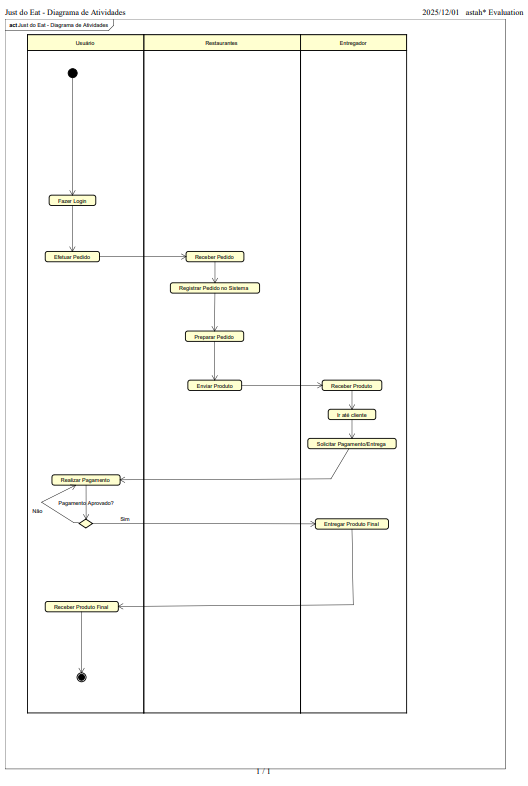 Just do Eat - Diagrama de Atividades
2025/12/01 astah* Evaluation
act Just do Eat - Diagrama de Atividades
Usuário
Restaurantes
Entregador
Fazer Login
Efetuar Pedido
Receber Pedido
Registrar Pedido no Sistema
Preparar Pedido
Enviar Produto
Receber Produto
Ir até cliente
Solicitar Pagamento/Entrega
Realizar Pagamento
Pagamento Aprovado?
Não
Sim
Entregar Produto Final
Receber Produto Final
1 / 1